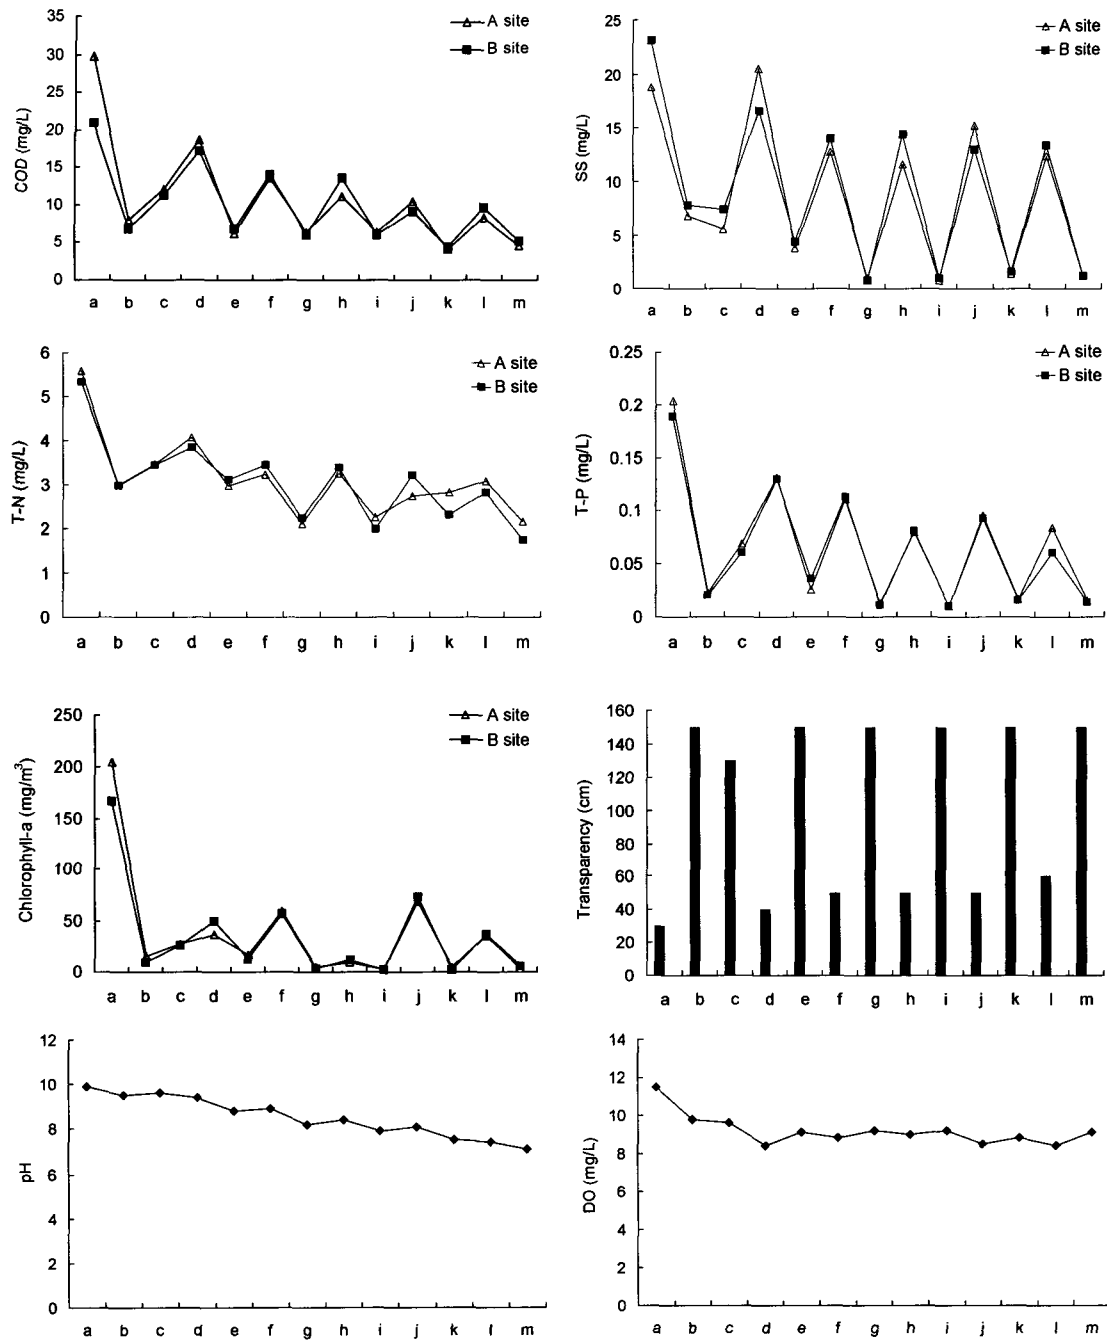 COD (mg/L)
40
35
30
25
20
15
10
5
0
A site
B site
a b c d e f g h i j k l m
SS (mg/L)
25
20
15
10
5
0
A site
B site
a b c d e f g h i j k l m
T-N (mg/L)
6
5
4
3
2
1
0
A site
B site
a b c d e f g h i j k l m
T-P (mg/L)
0.25
0.2
0.15
0.1
0.05
0
A site
B site
a b c d e f g h i j k l m
Chlorophyll-a (mg/m³)
250
200
150
100
50
0
A site
B site
a b c d e f g h i j k l m
Transparency (cm)
160
140
120
100
80
60
40
20
0
a b c d e f g h i j k l m
pH
12
10
8
6
4
2
0
a b c d e f g h i j k l m
DO (mg/L)
14
12
10
8
6
4
2
0
a b c d e f g h i j k l m